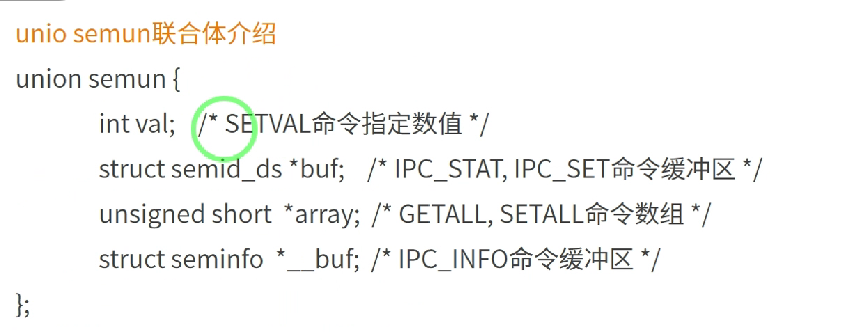 unio semun联合体介绍
union semun {
int val; /* SETVAL命令指定数值 */
struct semid_ds *buf; /* IPC_STAT, IPC_SET命令缓冲区 */
unsigned short *array; /* GETALL, SETALL命令数组 */
struct seminfo *__buf; /* IPC_INFO命令缓冲区 */
};